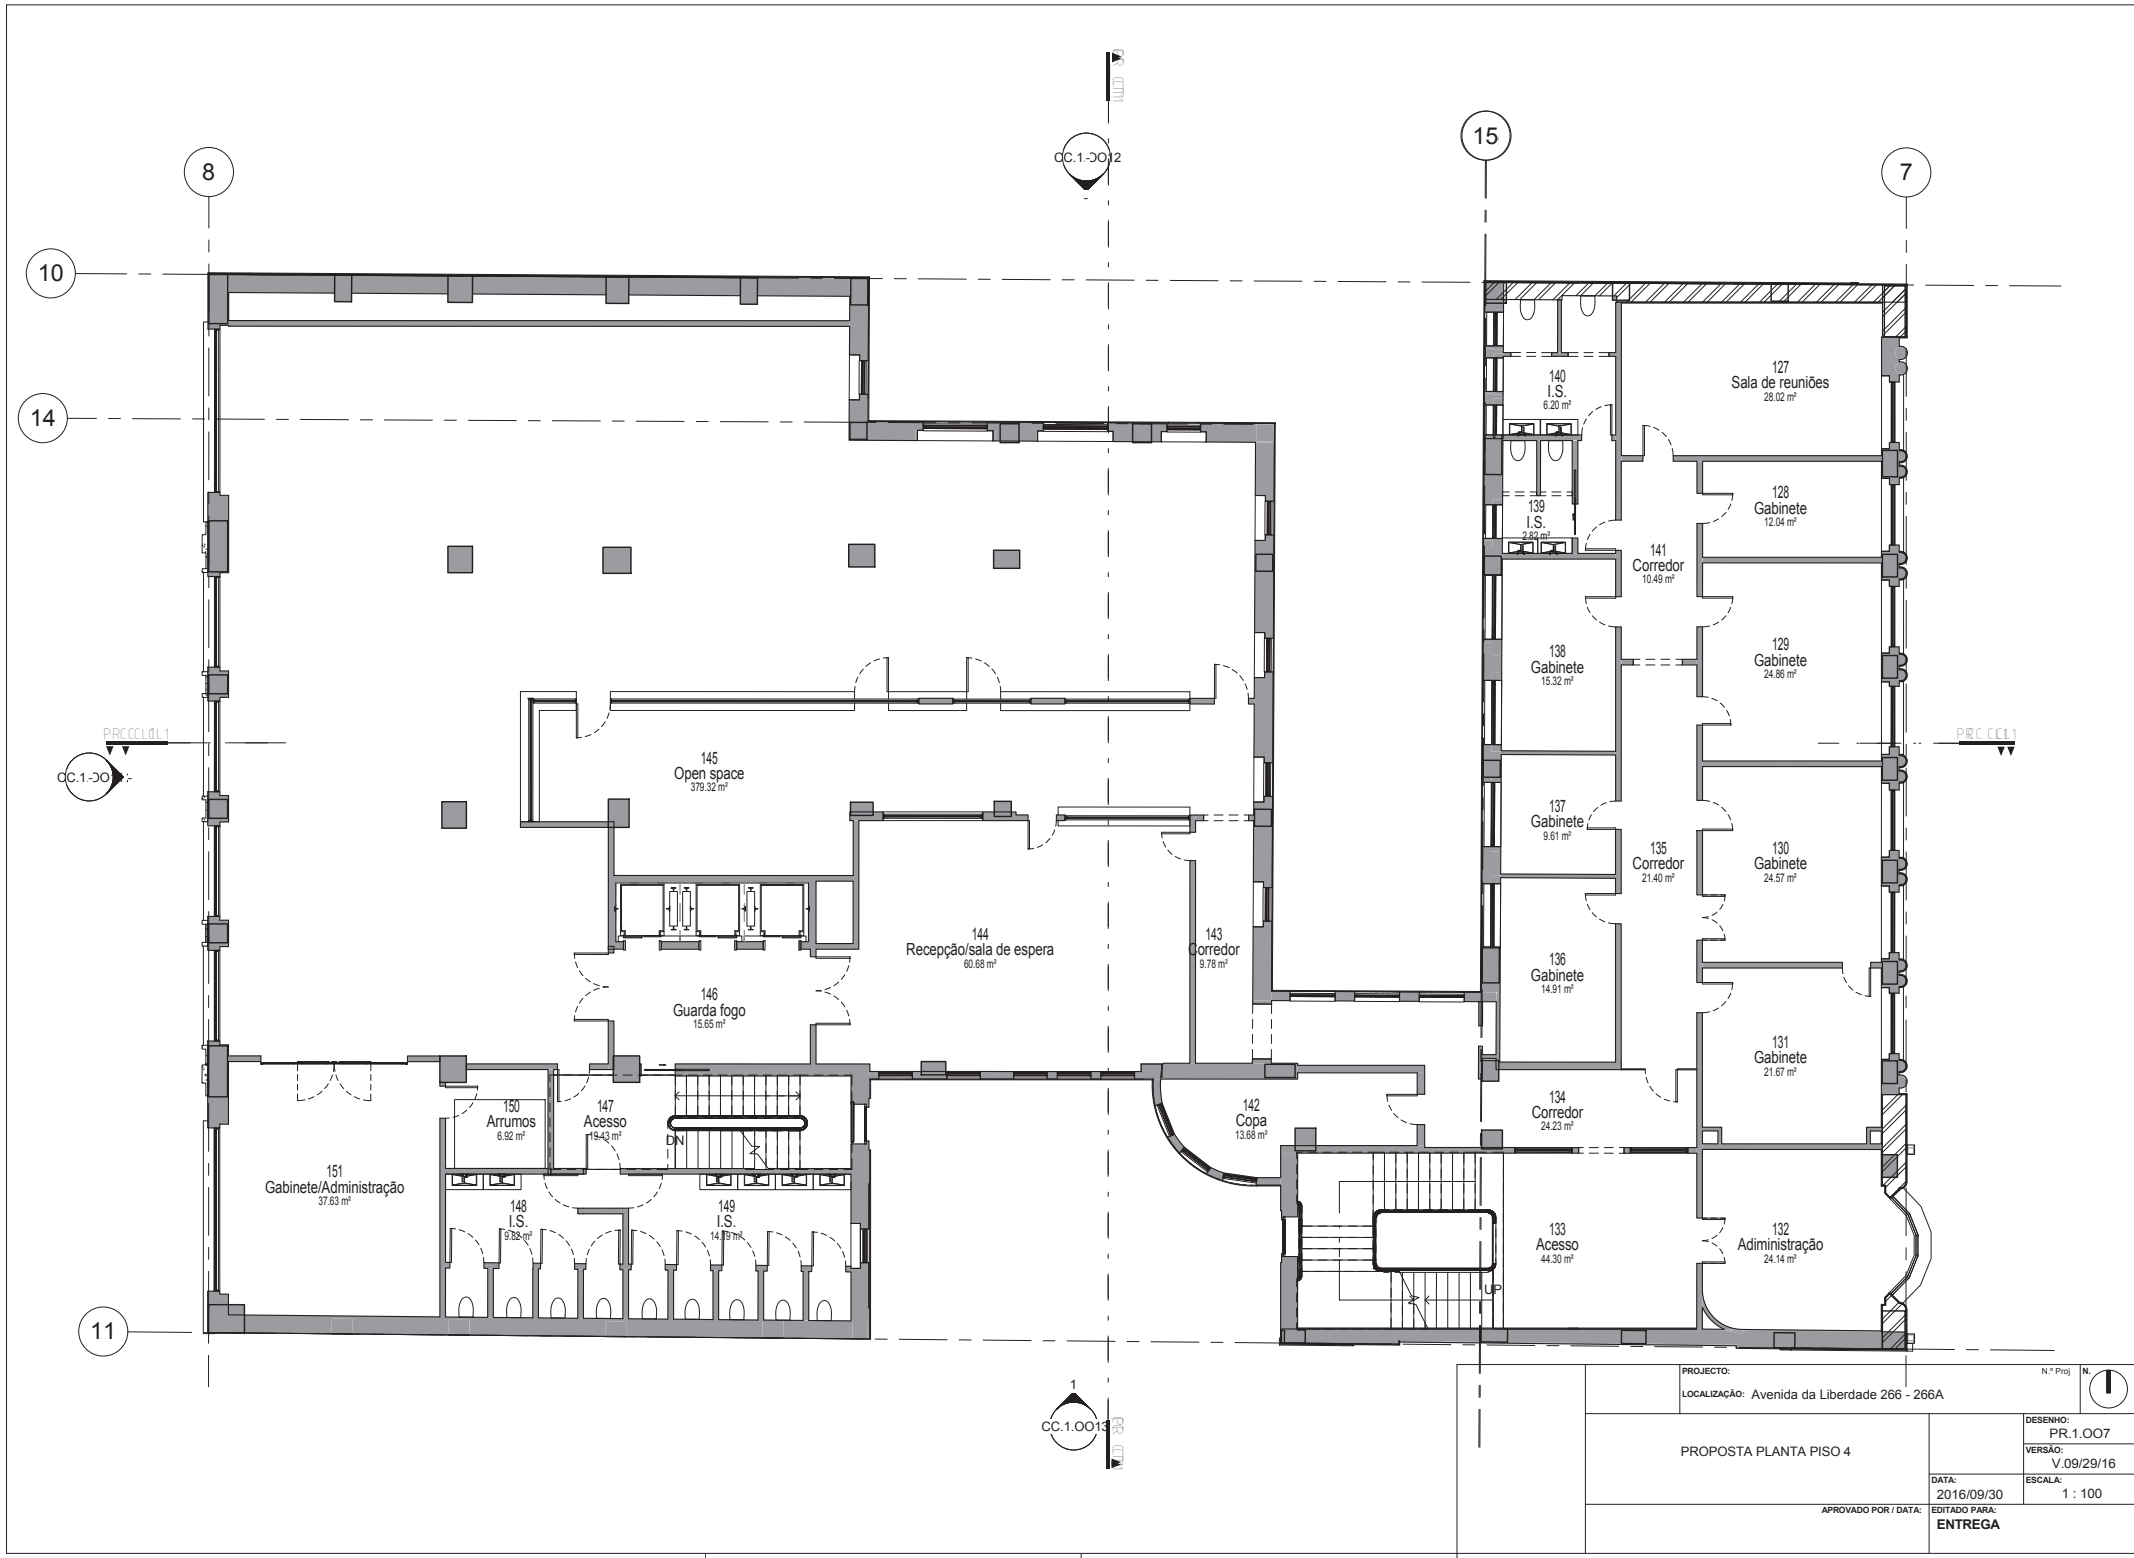 CC.1.-OO12
15
8
7
10
14
127
Sala de reuniões
28.02 m²
140
I.S.
6.20 m²
128
Gabinete
12.04 m²
139
I.S.
2.82 m²
141
Corredor
10.49 m²
129
Gabinete
24.86 m²
138
Gabinete
15.32 m²
145
Open space
379.32 m²
137
Gabinete
9.61 m²
135
Corredor
21.40 m²
130
Gabinete
24.57 m²
144
Recepção/sala de espera
60.68 m²
143
Corredor
9.78 m²
136
Gabinete
14.91 m²
146
Guarda fogo
15.65 m²
131
Gabinete
21.67 m²
150
Arrumos
6.92 m²
147
Acesso
19.43 m²
DN
142
Copa
13.68 m²
134
Corredor
24.23 m²
151
Gabinete/Administração
37.63 m²
148
I.S.
9.82 m²
149
I.S.
14.19 m²
133
Acesso
44.30 m²
132
Adiministração
24.14 m²
UP
11
1
CC.1.OO13
PROJECTO:
N.º Proj
N.
LOCALIZAÇÃO: Avenida da Liberdade 266 - 266A
PROPOSTA PLANTA PISO 4
DESENHO:
PR.1.OO7
VERSÃO:
V.09/29/16
DATA:
2016/09/30
ESCALA:
1 : 100
APROVADO POR / DATA:
EDITADO PARA:
ENTREGA